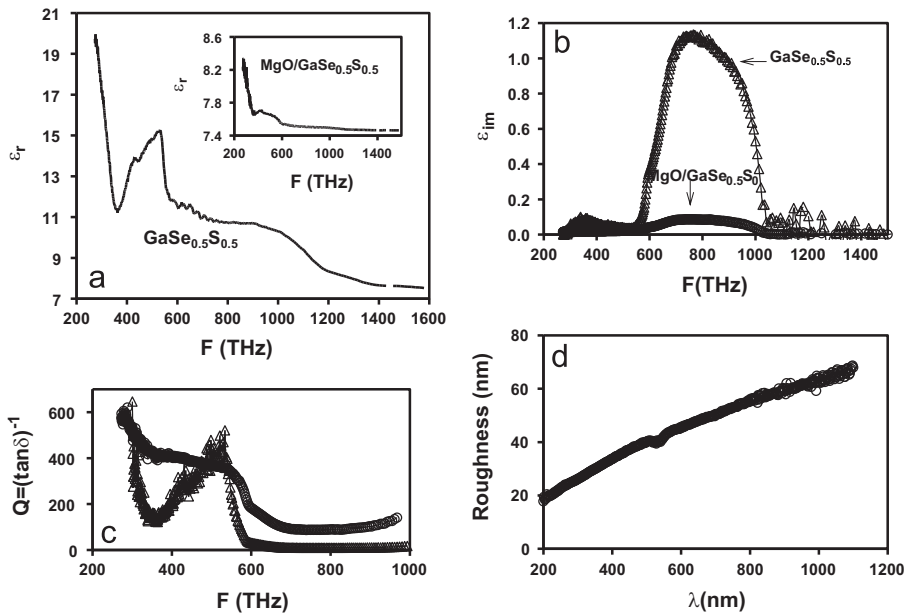 21
19
17
15
13
11
9
7
εr
a
200 400 600 800 1000 1200 1400 1600
F (THz)
GaSe0.5S0.5
8.6
8.2
7.8
7.4
εr
MgO/GaSe0.5S0.5
200 600 1000 1400
F (THz)
1.2
1.0
0.8
0.6
0.4
0.2
0.0
εim
b
GaSe0.5S0.5
MgO/GaSe0.5S0
200 400 600 800 1000 1200 1400
F(THz)
600
400
200
0
Q=(tanδ)-1
c
200 400 600 800 1000
F (THz)
80
60
40
20
0
Roughness (nm)
d
200 400 600 800 1000 1200
λ(nm)